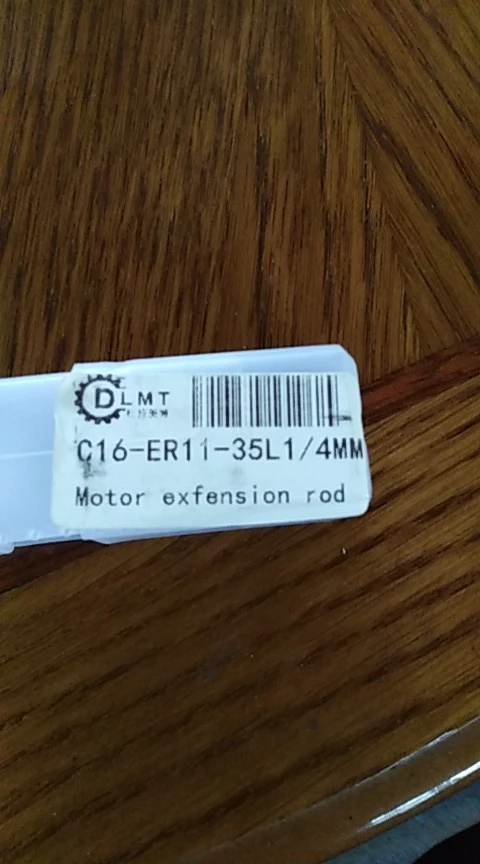 DLMT
C16-ER11-35L1/4MM
Motor exfension rod